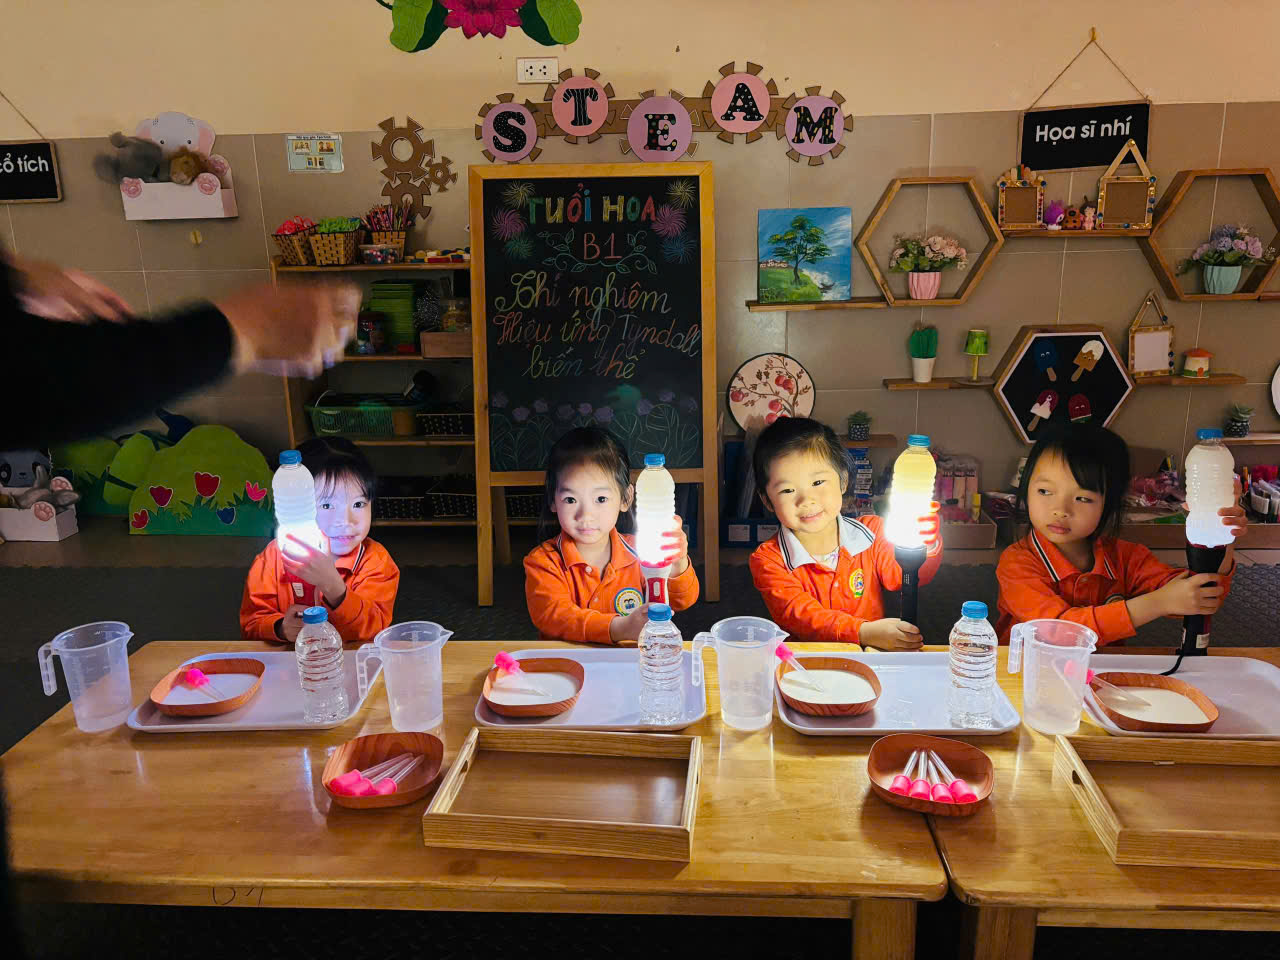 STEAM
cổ tích
Họa sĩ nhí
TUỔI HOA
B1
Thí nghiệm
Hiệu ứng Tyndall
biến thể